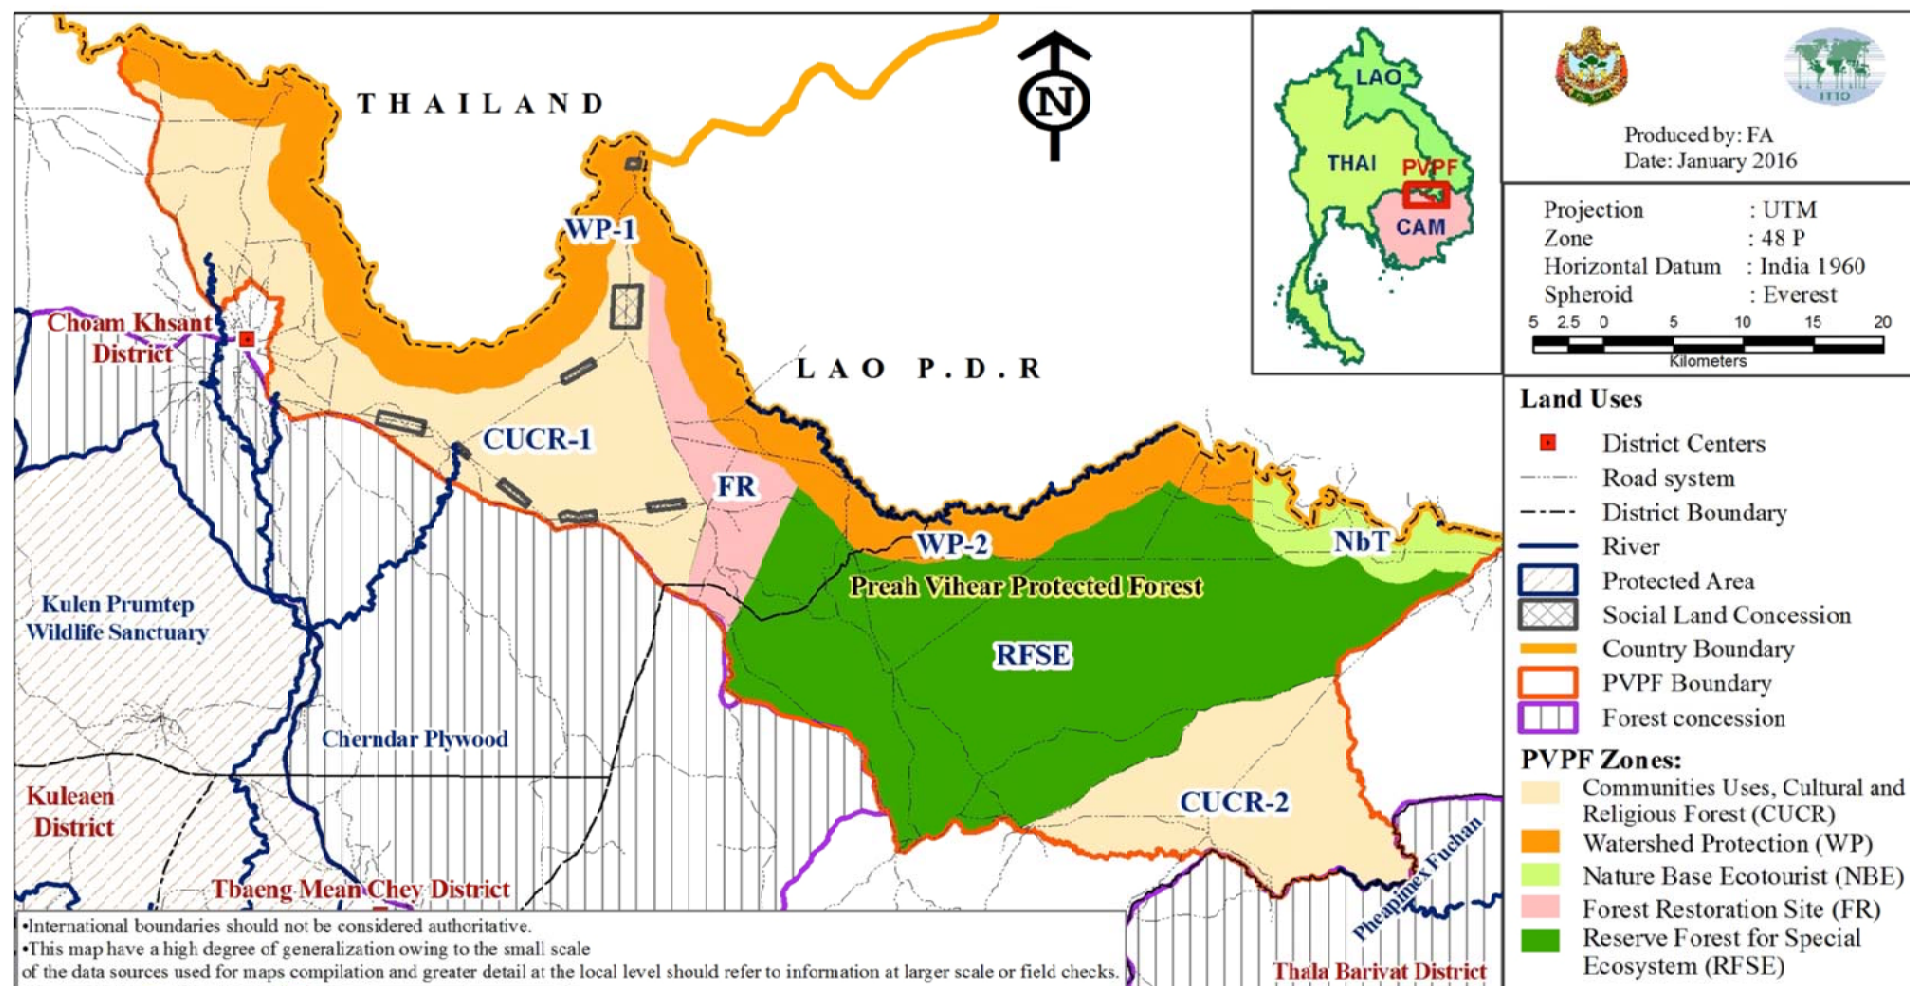 THAILAND
LAO P.D.R
N
WP-1
Choam Khsant
District
CUCR-1
FR
WP-2
NbT
Preah Vihear Protected Forest
RFSE
Kulen Prumtep
Wildlife Sanctuary
Cherndar Plywood
Kuleaen
District
CUCR-2
Tbaeng Mean Chey District
Pheapimex Fuchan
Thala Barivat District
•International boundaries should not be considered authoritative.
•This map have a high degree of generalization owing to the small scale
of the data sources used for maps compilation and greater detail at the local level should refer to information at larger scale or field checks.
LAO
THAI
PVPF
CAM
ITTO
Produced by: FA
Date: January 2016
Projection : UTM
Zone : 48 P
Horizontal Datum : India 1960
Spheroid : Everest
5 2.5 0 5 10 15 20
Kilometers
Land Uses
District Centers
Road system
District Boundary
River
Protected Area
Social Land Concession
Country Boundary
PVPF Boundary
Forest concession
PVPF Zones:
Communities Uses, Cultural and
Religious Forest (CUCR)
Watershed Protection (WP)
Nature Base Ecotourist (NBE)
Forest Restoration Site (FR)
Reserve Forest for Special
Ecosystem (RFSE)